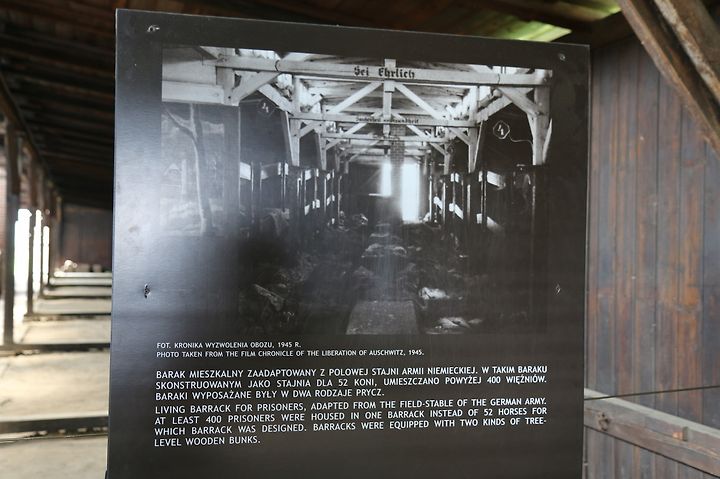 Sei Ehrlich
FOT. KRONIKA WYZWOLENIA OBOZU, 1945 R.
PHOTO TAKEN FROM THE FILM CHRONICLE OF THE LIBERATION OF AUSCHWITZ, 1945.
BARAK MIESZKALNY ZAADAPTOWANY Z POLOWEJ STAJNI ARMII NIEMIECKIEJ. W TAKIM BARAKU
SKONSTRUOWANYM JAKO STAJNIA DLA 52 KONI, UMIESZCZANO POWYŻEJ 400 WIĘŹNIÓW.
BARAKI WYPOSAŻANE BYŁY W DWA RODZAJE PRYCZ.
LIVING BARRACK FOR PRISONERS, ADAPTED FROM THE FIELD-STABLE OF THE GERMAN ARMY.
AT LEAST 400 PRISONERS WERE HOUSED IN ONE BARRACK INSTEAD OF 52 HORSES FOR
WHICH BARRACK WAS DESIGNED. BARRACKS WERE EQUIPPED WITH TWO KINDS OF TREE-
LEVEL WOODEN BUNKS.